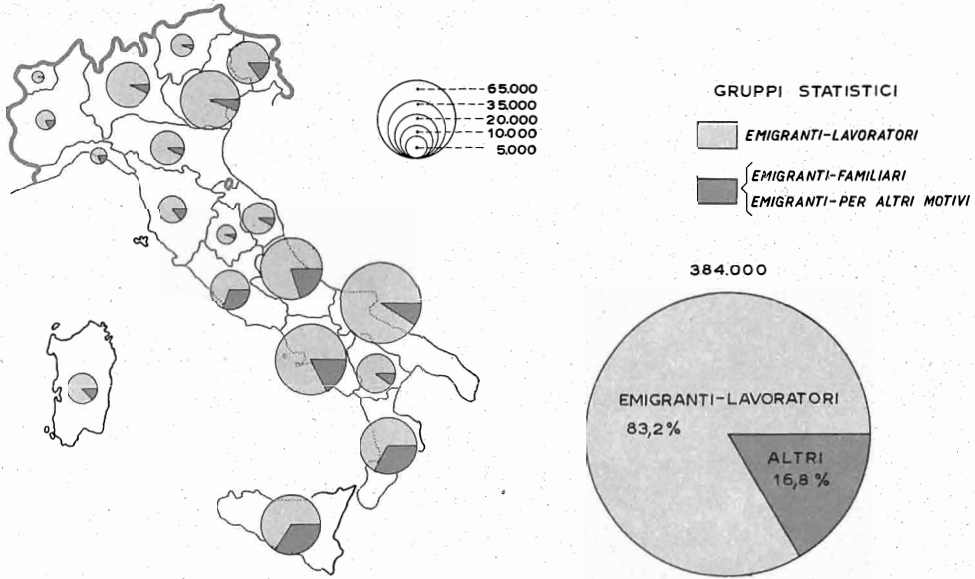 65.000
35.000
20.000
10.000
5.000
GRUPPI STATISTICI
EMIGRANTI-LAVORATORI
EMIGRANTI-FAMILIARI
EMIGRANTI-PER ALTRI MOTIVI
384.000
EMIGRANTI-LAVORATORI
83,2%
ALTRI
16,8 %